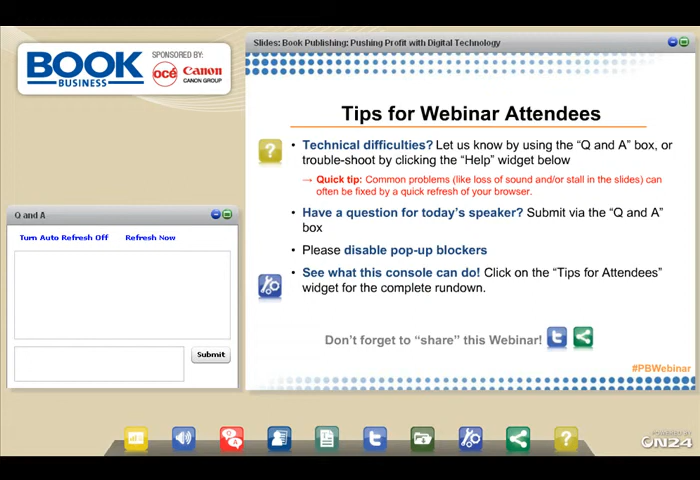 BOOK
BUSINESS
SPONSORED BY:
océ
Canon
CANON GROUP
Slides: Book Publishing: Pushing Profit with Digital Technology
Tips for Webinar Attendees
• Technical difficulties? Let us know by using the “Q and A” box, or
trouble-shoot by clicking the “Help” widget below
→ Quick tip: Common problems (like loss of sound and/or stall in the slides) can
often be fixed by a quick refresh of your browser.
• Have a question for today’s speaker? Submit via the “Q and A”
box
• Please disable pop-up blockers
• See what this console can do! Click on the “Tips for Attendees”
widget for the complete rundown.
Don’t forget to “share” this Webinar!
#PBWebinar
Q and A
Turn Auto Refresh Off
Refresh Now
Submit
Q
A
POWERED BY
ON24